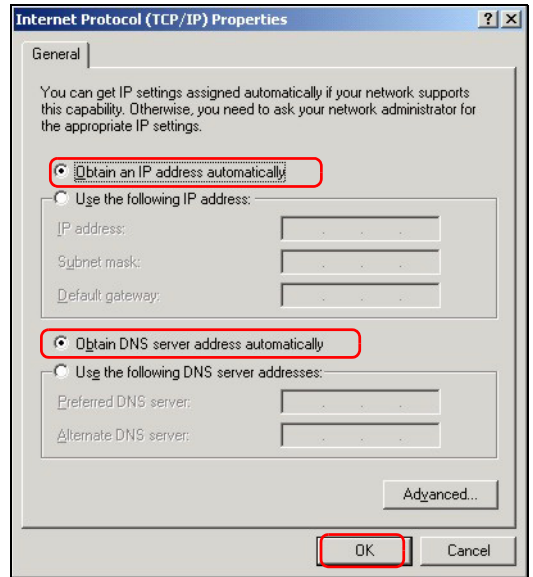 Internet Protocol (TCP/IP) Properties
General
You can get IP settings assigned automatically if your network supports
this capability. Otherwise, you need to ask your network administrator for
the appropriate IP settings.
Obtain an IP address automatically
Use the following IP address:
IP address:
Subnet mask:
Default gateway:
Obtain DNS server address automatically
Use the following DNS server addresses:
Preferred DNS server:
Alternate DNS server:
Advanced...
OK Cancel